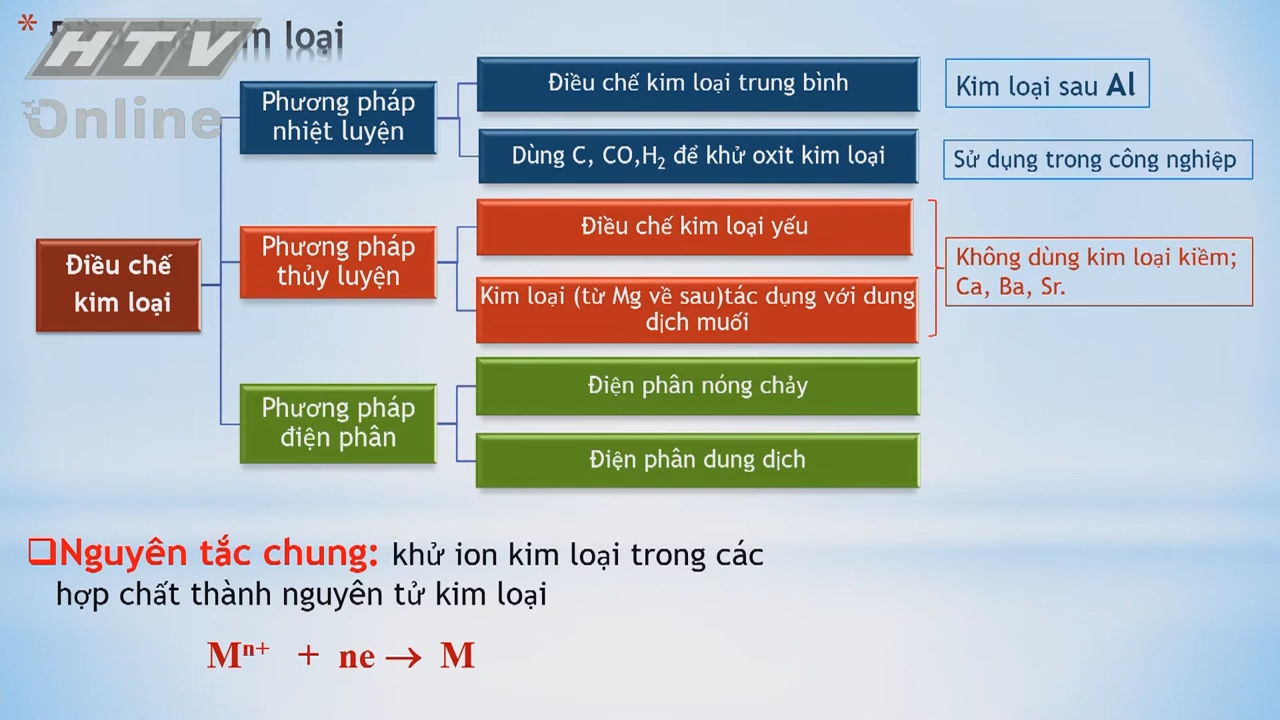 * Điều chế kim loại
HTV
Online
Phương pháp
nhiệt luyện
Điều chế kim loại trung bình
Kim loại sau Al
Dùng C, CO,H₂ để khử oxit kim loại
Sử dụng trong công nghiệp
Điều chế
kim loại
Phương pháp
thủy luyện
Điều chế kim loại yếu
Kim loại (từ Mg về sau)tác dụng với dung
dịch muối
Không dùng kim loại kiềm;
Ca, Ba, Sr.
Phương pháp
điện phân
Điện phân nóng chảy
Điện phân dung dịch
❑Nguyên tắc chung: khử ion kim loại trong các
hợp chất thành nguyên tử kim loại
Mⁿ⁺ + ne → M